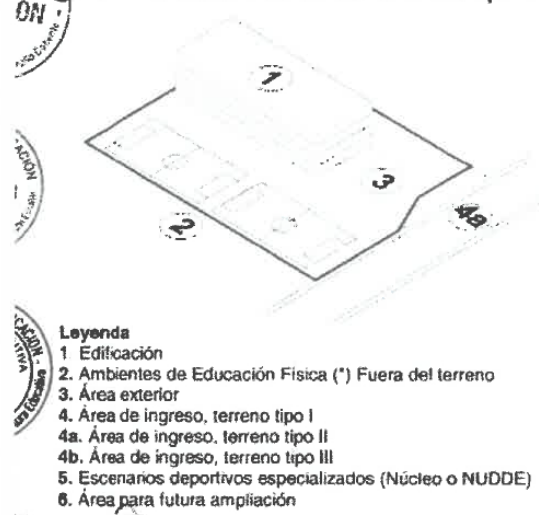 ÓN
1
3
4a
2
Leyenda
1 Edificación
2. Ambientes de Educación Física (*) Fuera del terreno
3. Área exterior
4. Área de ingreso, terreno tipo I
4a. Área de ingreso, terreno tipo II
4b. Área de ingreso, terreno tipo III
5. Escenarios deportivos especializados (Núcleo o NUDDE)
6. Área para futura ampliación